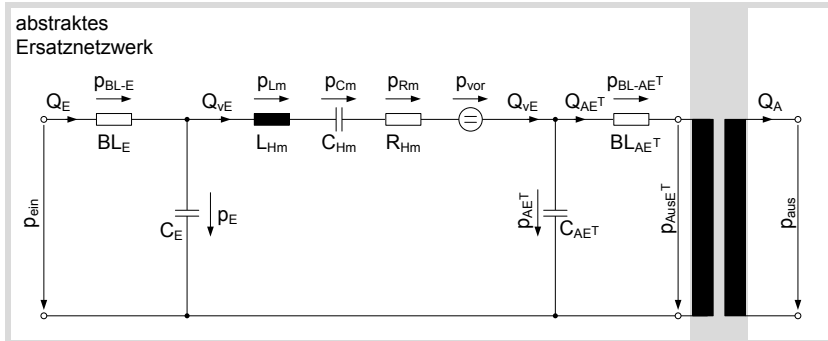 abstraktes
Ersatznetzwerk
p_BL-E p_Lm p_Cm p_Rm p_vor p_BL-AE^T
Q_E Q_vE Q_vE Q_AE^T Q_A
BL_E L_Hm C_Hm R_Hm BL_AE^T
p_ein C_E p_E p_AE^T C_AE^T p_AusE^T p_aus